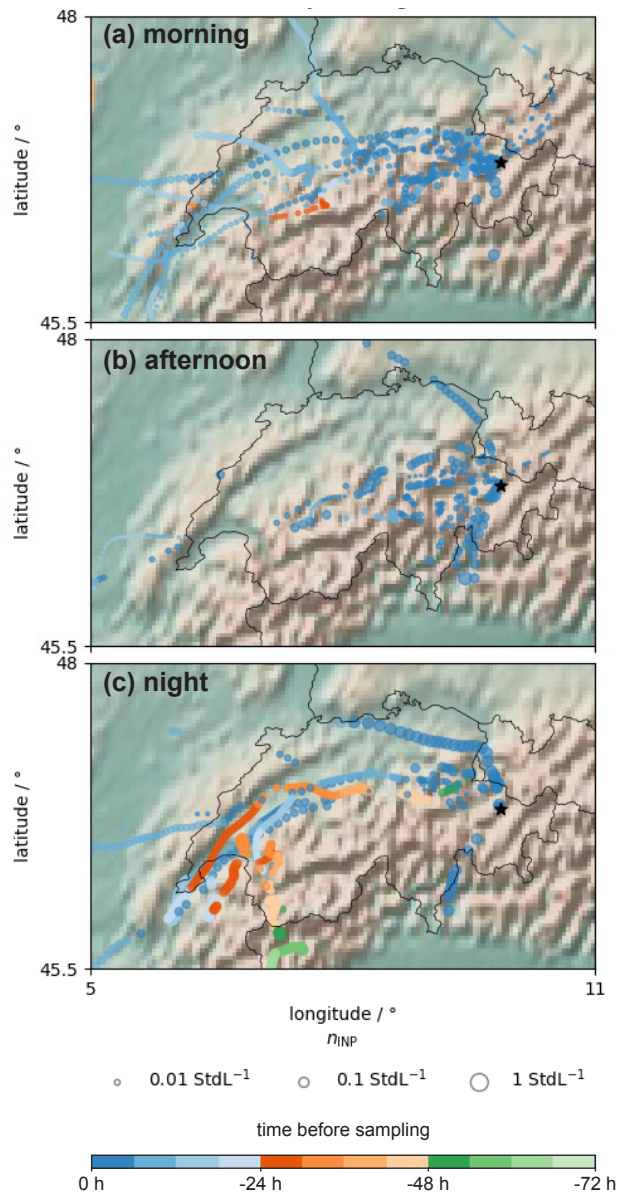 (a) morning
48
latitude / °
45.5
(b) afternoon
48
latitude / °
45.5
(c) night
48
latitude / °
45.5
5
11
longitude / °
nINP
0.01 StdL⁻¹
0.1 StdL⁻¹
1 StdL⁻¹
time before sampling
0 h
-24 h
-48 h
-72 h